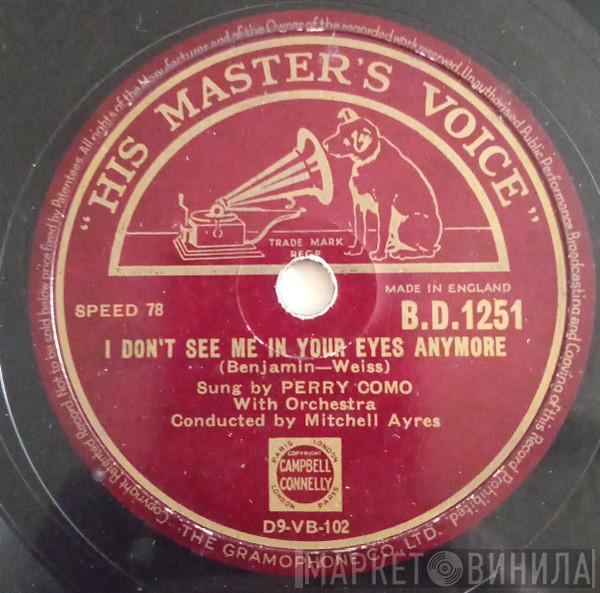 "HIS MASTER'S VOICE"
TRADE MARK
REGD.
SPEED 78
MADE IN ENGLAND
B.D.1251
I DON'T SEE ME IN YOUR EYES ANYMORE
(Benjamin—Weiss)
Sung by PERRY COMO
With Orchestra
Conducted by Mitchell Ayres
PARIS LONDON
COPYRIGHT
CAMPBELL
CONNELLY
LONDON PARIS
D9-VB-102
THE GRAMOPHONE CO., LTD.
Copyright Patented Record Not to be sold below price fixed by Patentees. All rights of the Manufacturer and of the Owner of the recorded work reserved. Unauthorised Public Performance, Broadcasting and Copying of this Record Prohibited
МАРКЕТ ВИНИЛА